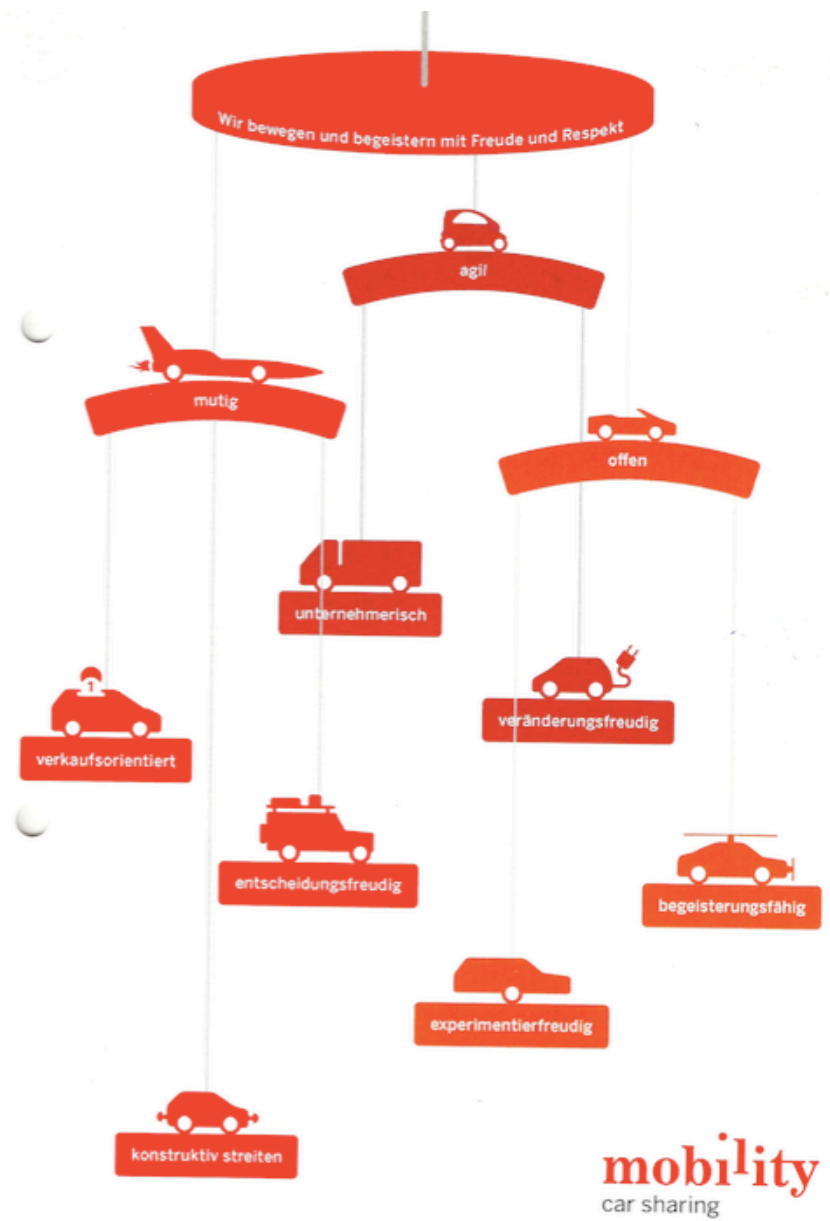 Wir bewegen und begeistern mit Freude und Respekt
agil
mutig
offen
unternehmerisch
1
verkaufsorientiert
veränderungsfreudig
entscheidungsfreudig
begeisterungsfähig
experimentierfreudig
konstruktiv streiten
mobility
car sharing